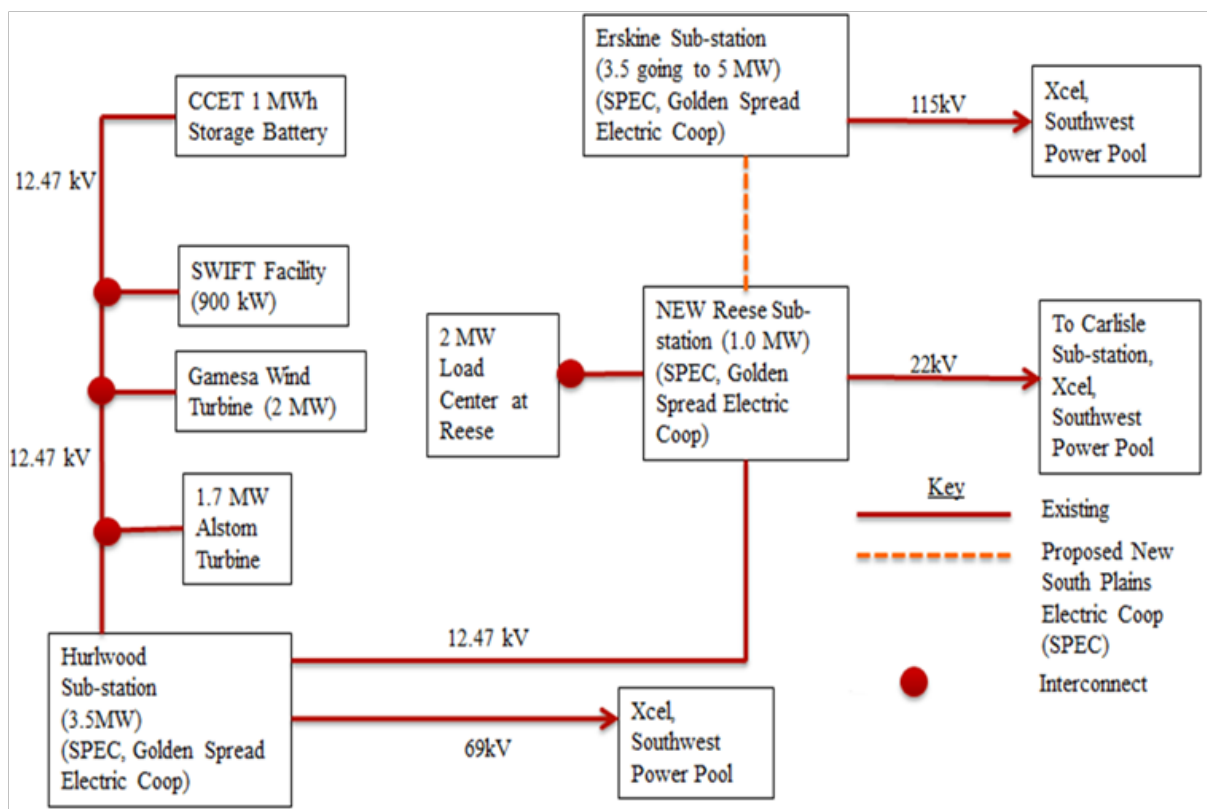 CCET 1 MWh
Storage Battery
12.47 kV
SWIFT Facility
(900 kW)
Gamesa Wind
Turbine (2 MW)
12.47 kV
1.7 MW
Alstom
Turbine
Hurlwood
Sub-station
(3.5MW)
(SPEC, Golden Spread
Electric Coop)
12.47 kV
69kV
Xcel,
Southwest
Power Pool
Erskine Sub-station
(3.5 going to 5 MW)
(SPEC, Golden Spread
Electric Coop)
115kV
Xcel,
Southwest
Power Pool
2 MW
Load
Center at
Reese
NEW Reese Sub-
station (1.0 MW)
(SPEC, Golden
Spread Electric
Coop)
22kV
To Carlisle
Sub-station,
Xcel,
Southwest
Power Pool
Key
Existing
Proposed New
South Plains
Electric Coop
(SPEC)
Interconnect